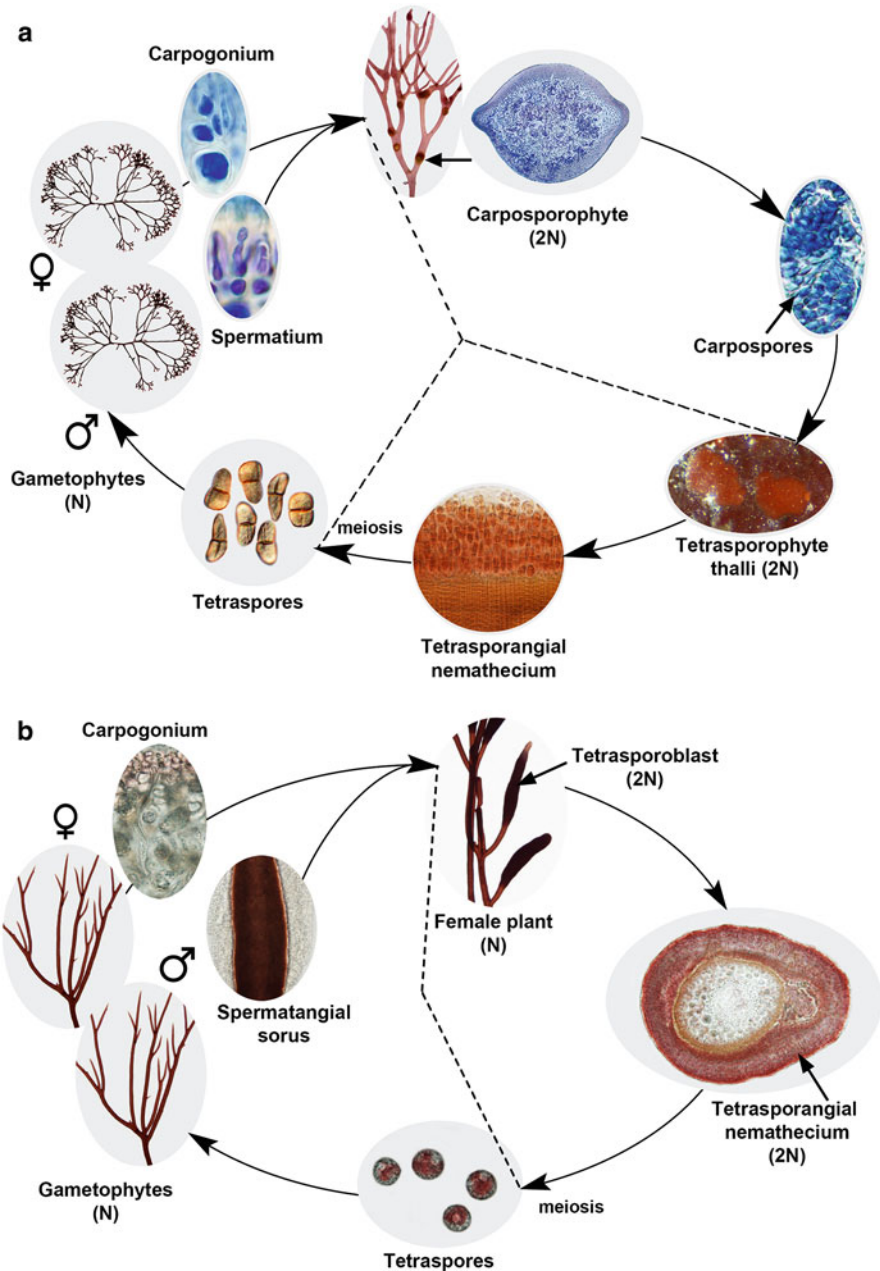 a
Carpogonium
Carposporophyte
(2N)
♀
Spermatium
Carpospores
♂
Gametophytes
(N)
meiosis
Tetraspores
Tetrasporophyte
thalli (2N)
Tetrasporangial
nemathecium
b
Carpogonium
Tetrasporoblast
(2N)
♀
Female plant
(N)
♂
Spermatangial
sorus
Tetrasporangial
nemathecium
(2N)
Gametophytes
(N)
meiosis
Tetraspores